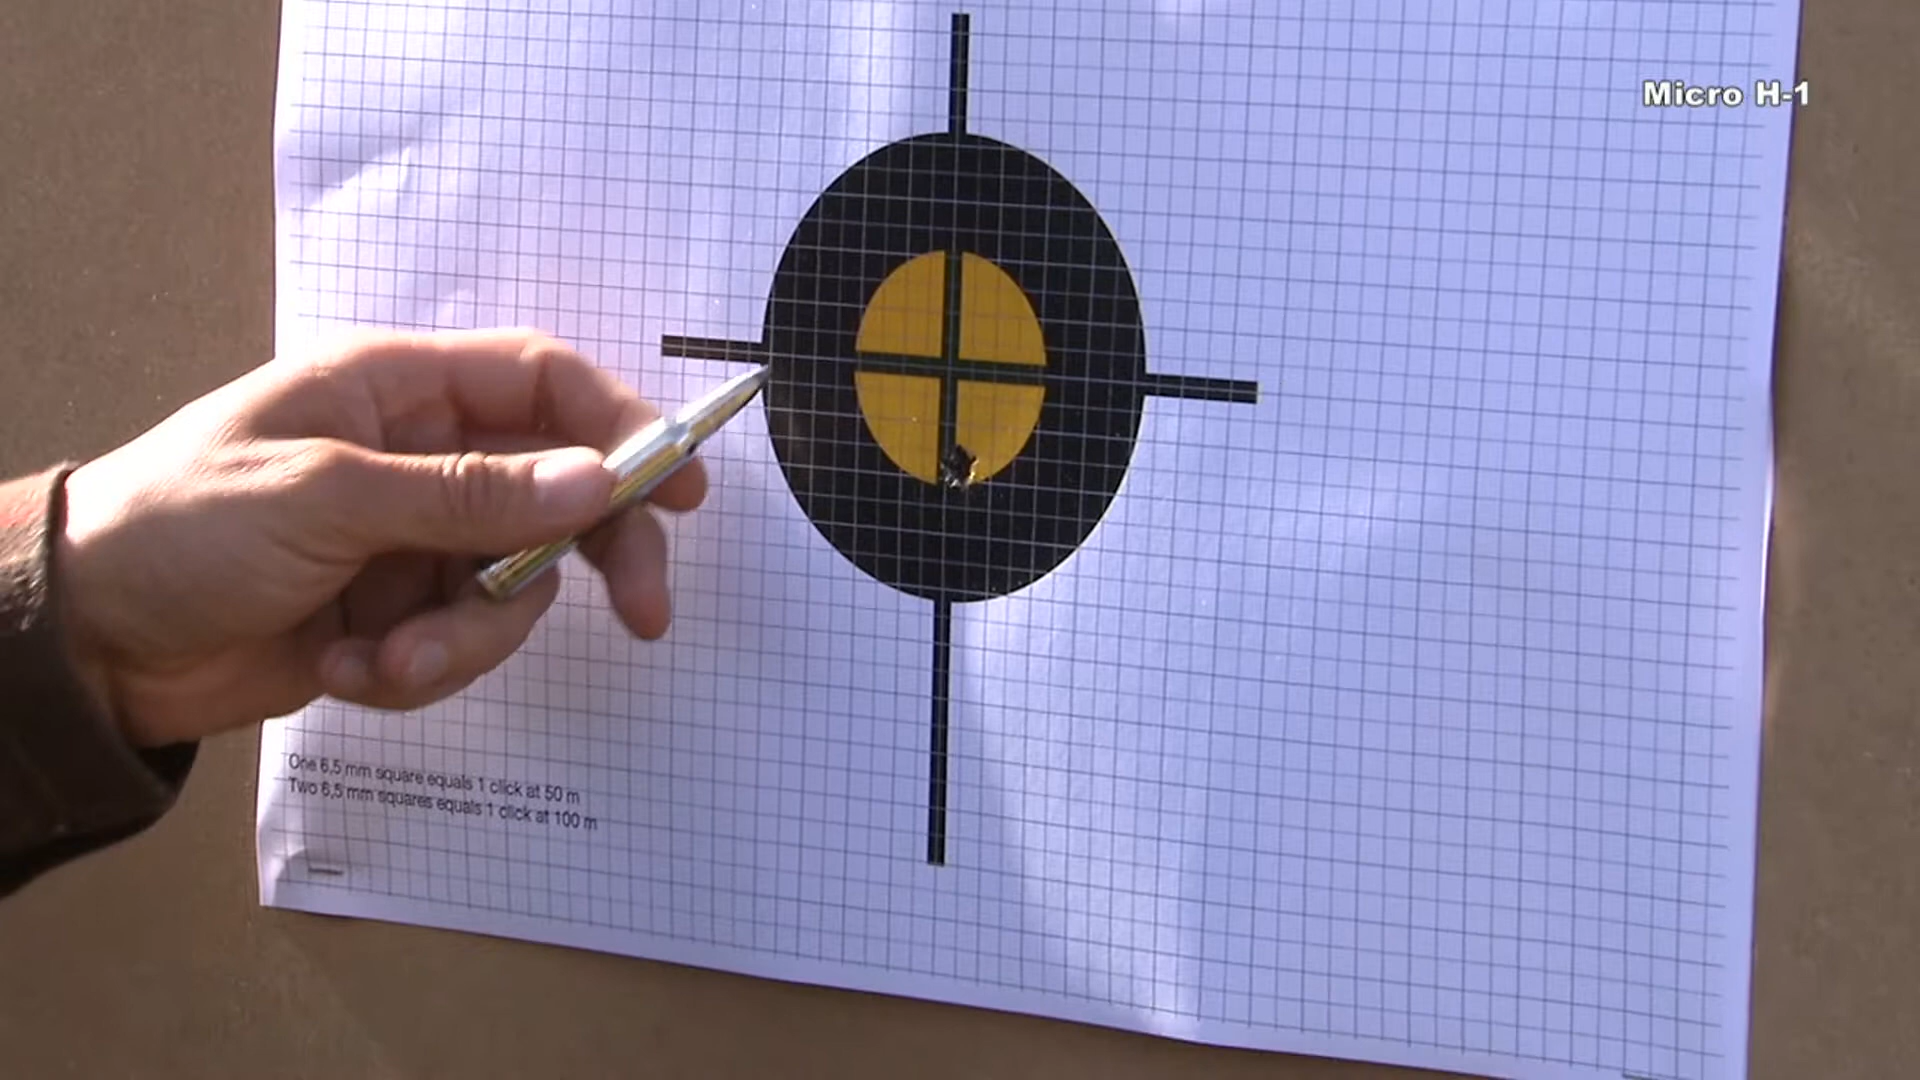 Micro H-1
One 6,5 mm square equals 1 click at 50 m
Two 6,5 mm squares equals 1 click at 100 m